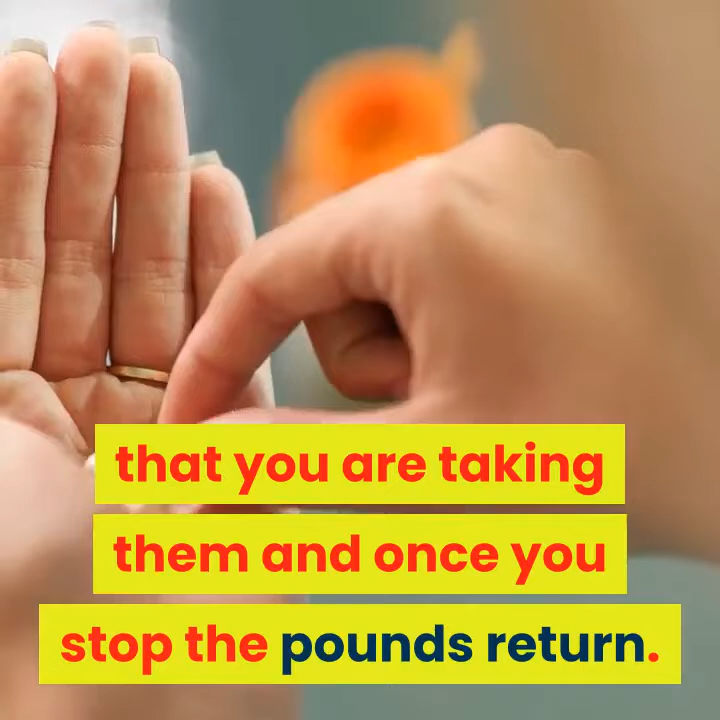 that you are taking
them and once you
stop the pounds return.